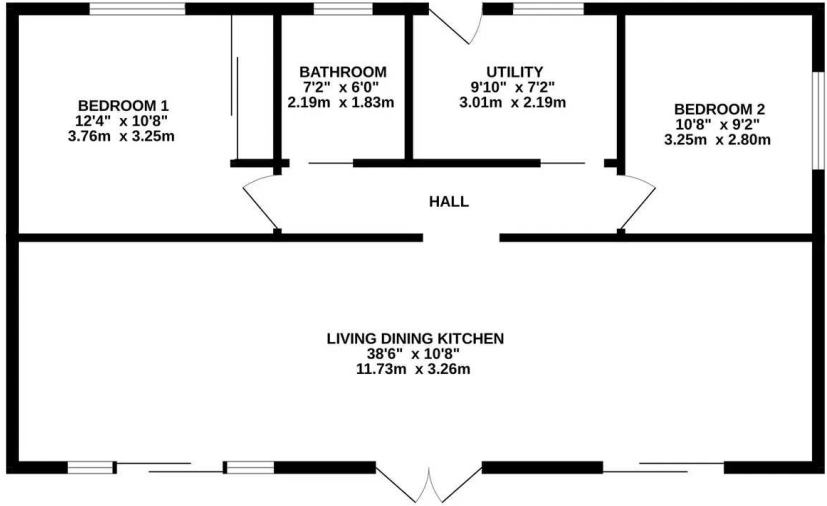 BEDROOM 1
12'4" x 10'8"
3.76m x 3.25m
BATHROOM
7'2" x 6'0"
2.19m x 1.83m
UTILITY
9'10" x 7'2"
3.01m x 2.19m
BEDROOM 2
10'8" x 9'2"
3.25m x 2.80m
HALL
LIVING DINING KITCHEN
38'6" x 10'8"
11.73m x 3.26m